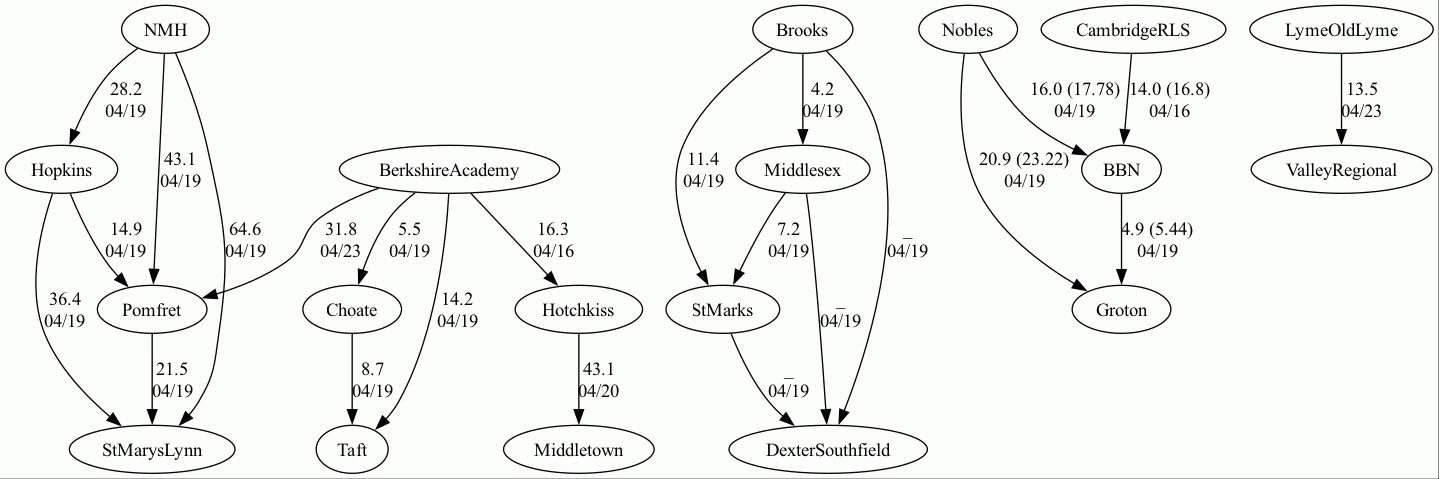 NMH
Brooks
Nobles
CambridgeRLS
LymeOldLyme
28.2
04/19
4.2
04/19
16.0 (17.78)
04/19
14.0 (16.8)
04/16
13.5
04/23
Hopkins
43.1
04/19
BerkshireAcademy
11.4
04/19
Middlesex
20.9 (23.22)
04/19
BBN
ValleyRegional
14.9
04/19
64.6
04/19
31.8
04/23
5.5
04/19
16.3
04/16
7.2
04/19
_
04/19
4.9 (5.44)
04/19
36.4
04/19
Pomfret
Choate
14.2
04/19
Hotchkiss
StMarks
_
04/19
Groton
21.5
04/19
8.7
04/19
43.1
04/20
_
04/19
StMarysLynn
Taft
Middletown
DexterSouthfield